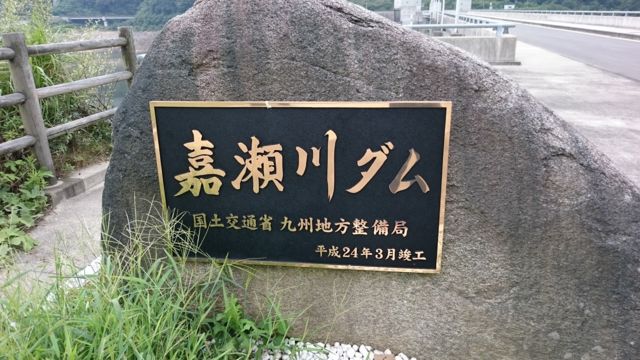 嘉瀬川ダム
国土交通省 九州地方整備局
平成24年3月竣工